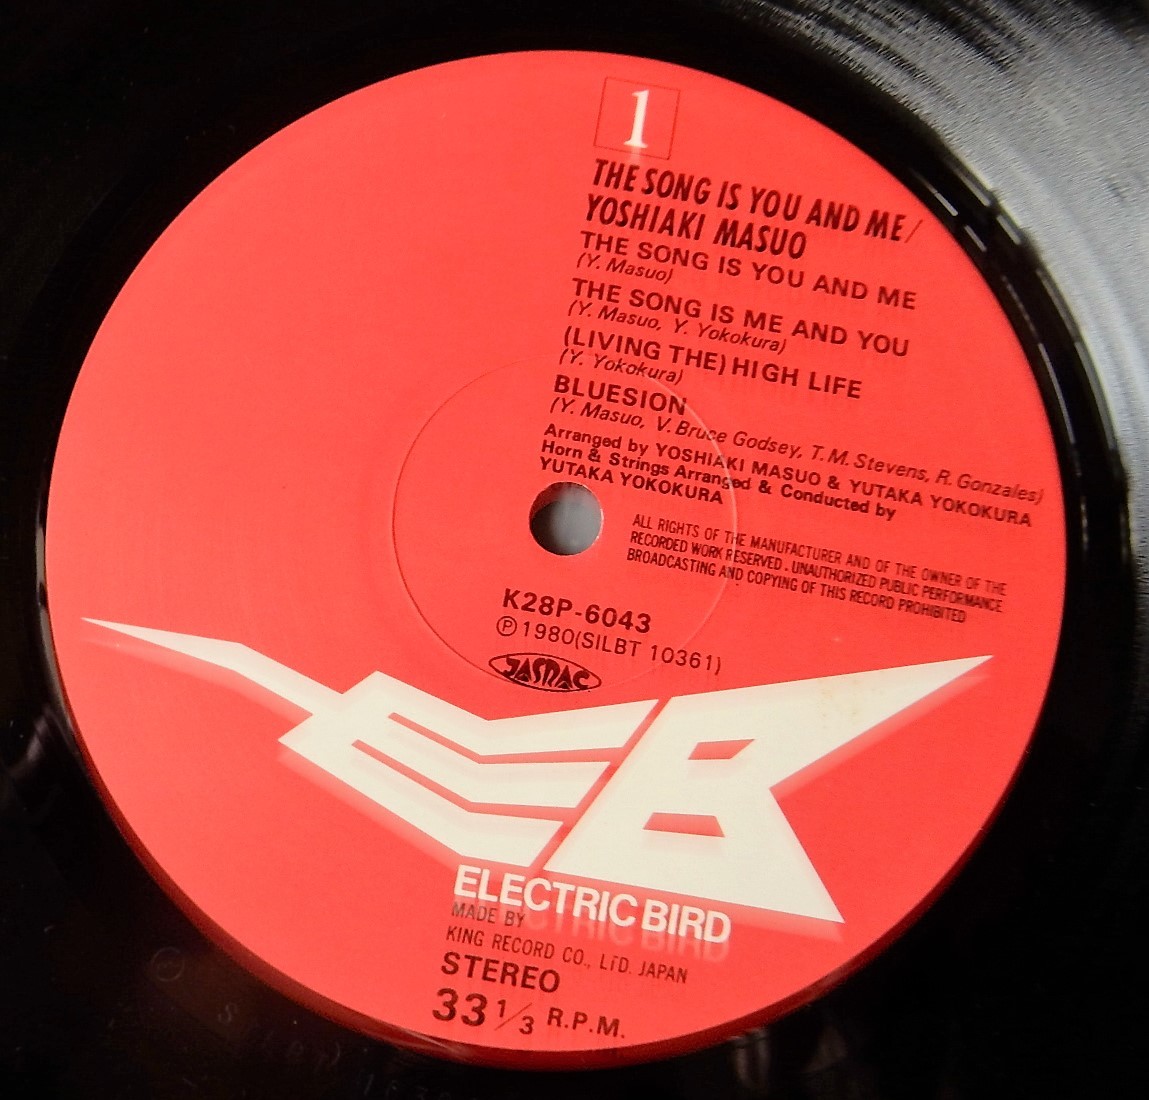 1
THE SONG IS YOU AND ME/
YOSHIAKI MASUO
THE SONG IS YOU AND ME
(Y. Masuo)
THE SONG IS ME AND YOU
(Y. Masuo, Y. Yokokura)
(LIVING THE) HIGH LIFE
(Y. Yokokura)
BLUESION
(Y. Masuo, V. Bruce Godsey, T.M. Stevens, R. Gonzales)
Arranged by YOSHIAKI MASUO & YUTAKA YOKOKURA
Horn & Strings Arranged & Conducted by
YUTAKA YOKOKURA
ALL RIGHTS OF THE MANUFACTURER AND OF THE OWNER OF THE
RECORDED WORK RESERVED. UNAUTHORIZED PUBLIC PERFORMANCE
BROADCASTING AND COPYING OF THIS RECORD PROHIBITED
K28P-6043
Ⓟ1980(SILBT 10361)
JASRAC
EB
ELECTRIC BIRD
MADE BY
KING RECORD CO., LTD. JAPAN
STEREO
33 1/3 R.P.M.